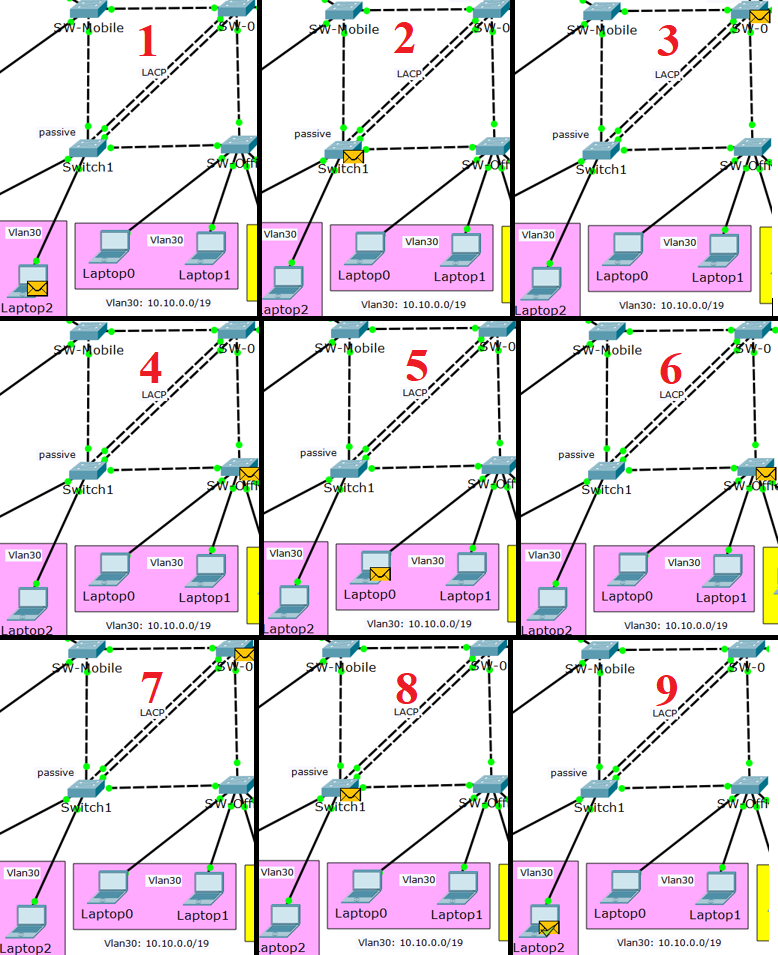 1
SW-Mobile
SW-0
LACP
passive
Switch1
SW-Offi
Vlan30
Laptop2
Vlan30
Laptop0
Laptop1
Vlan30: 10.10.0.0/19
2
SW-Mobile
SW-0
LACP
passive
Switch1
SW-Offi
Vlan30
Laptop2
Vlan30
Laptop0
Laptop1
Vlan30: 10.10.0.0/19
3
SW-Mobile
SW-0
LACP
passive
Switch1
SW-Offi
Vlan30
Laptop2
Vlan30
Laptop0
Laptop1
Vlan30: 10.10.0.0/19
4
SW-Mobile
SW-0
LACP
passive
Switch1
SW-Offi
Vlan30
Laptop2
Vlan30
Laptop0
Laptop1
Vlan30: 10.10.0.0/19
5
SW-Mobile
SW-0
LACP
passive
Switch1
SW-Offi
Vlan30
Laptop2
Vlan30
Laptop0
Laptop1
Vlan30: 10.10.0.0/19
6
SW-Mobile
SW-0
LACP
passive
Switch1
SW-Offi
Vlan30
Laptop2
Vlan30
Laptop0
Laptop1
Vlan30: 10.10.0.0/19
7
SW-Mobile
SW-0
LACP
passive
Switch1
SW-Offi
Vlan30
Laptop2
Vlan30
Laptop0
Laptop1
Vlan30: 10.10.0.0/19
8
SW-Mobile
SW-0
LACP
passive
Switch1
SW-Offi
Vlan30
Laptop2
Vlan30
Laptop0
Laptop1
Vlan30: 10.10.0.0/19
9
SW-Mobile
SW-0
LACP
passive
Switch1
SW-Offi
Vlan30
Laptop2
Vlan30
Laptop0
Laptop1
Vlan30: 10.10.0.0/19